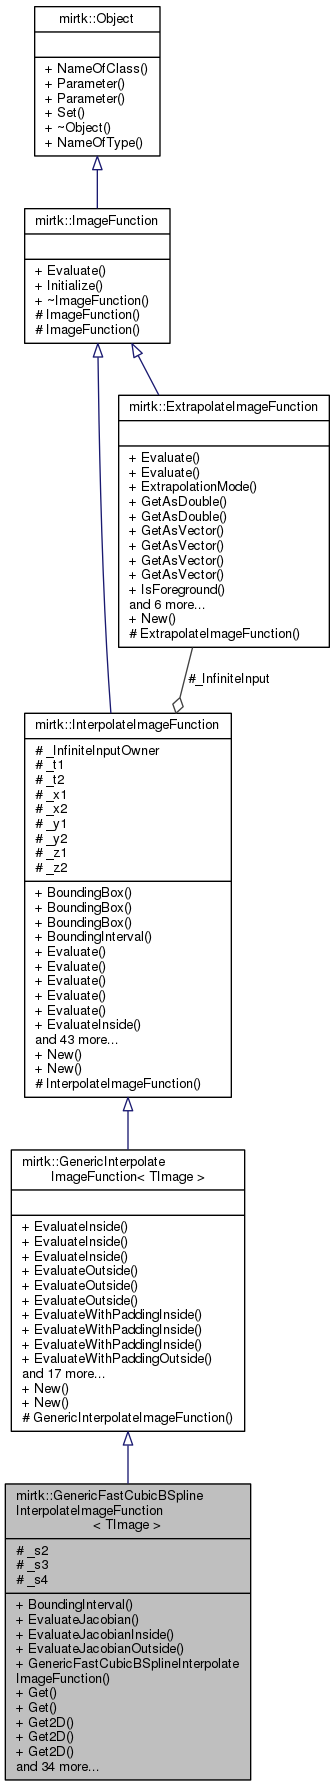 mirtk::Object
+ NameOfClass()
+ Parameter()
+ Parameter()
+ Set()
+ ~Object()
+ NameOfType()
mirtk::ImageFunction
+ Evaluate()
+ Initialize()
+ ~ImageFunction()
# ImageFunction()
# ImageFunction()
mirtk::ExtrapolateImageFunction
+ Evaluate()
+ Evaluate()
+ ExtrapolationMode()
+ GetAsDouble()
+ GetAsDouble()
+ GetAsVector()
+ GetAsVector()
+ GetAsVector()
+ GetAsVector()
+ IsForeground()
and 6 more...
+ New()
# ExtrapolateImageFunction()
#_InfiniteInput
mirtk::InterpolateImageFunction
# _InfiniteInputOwner
# _t1
# _t2
# _x1
# _x2
# _y1
# _y2
# _z1
# _z2
+ BoundingBox()
+ BoundingBox()
+ BoundingBox()
+ BoundingInterval()
+ Evaluate()
+ Evaluate()
+ Evaluate()
+ Evaluate()
+ Evaluate()
+ EvaluateInside()
and 43 more...
+ New()
+ New()
# InterpolateImageFunction()
mirtk::GenericInterpolate
ImageFunction< TImage >
+ EvaluateInside()
+ EvaluateInside()
+ EvaluateInside()
+ EvaluateOutside()
+ EvaluateOutside()
+ EvaluateOutside()
+ EvaluateWithPaddingInside()
+ EvaluateWithPaddingInside()
+ EvaluateWithPaddingInside()
+ EvaluateWithPaddingOutside()
and 17 more...
+ New()
+ New()
# GenericInterpolateImageFunction()
mirtk::GenericFastCubicBSpline
InterpolateImageFunction
< TImage >
# _s2
# _s3
# _s4
+ BoundingInterval()
+ EvaluateJacobian()
+ EvaluateJacobianInside()
+ EvaluateJacobianOutside()
+ GenericFastCubicBSplineInterpolate
ImageFunction()
+ Get()
+ Get()
+ Get2D()
+ Get2D()
+ Get2D()
and 34 more...